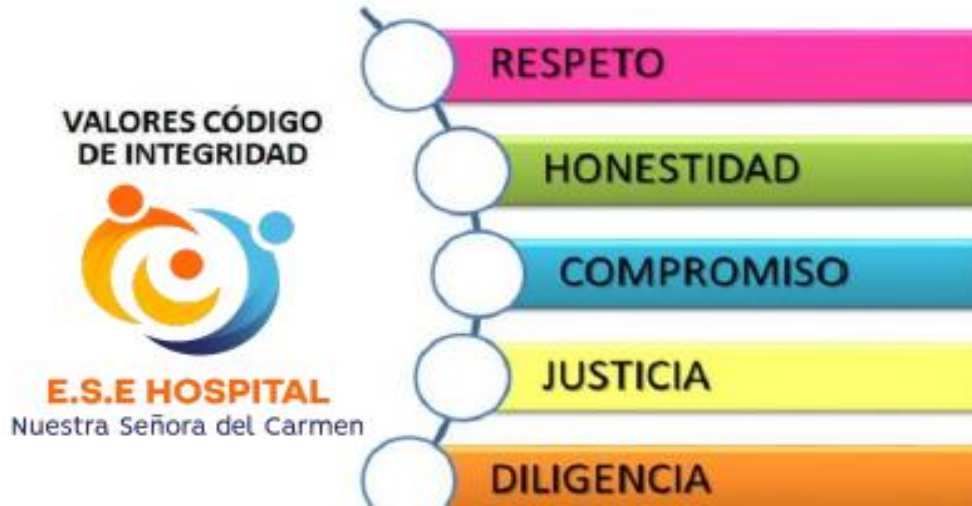 VALORES CÓDIGO
DE INTEGRIDAD
E.S.E HOSPITAL
Nuestra Señora del Carmen
RESPETO
HONESTIDAD
COMPROMISO
JUSTICIA
DILIGENCIA